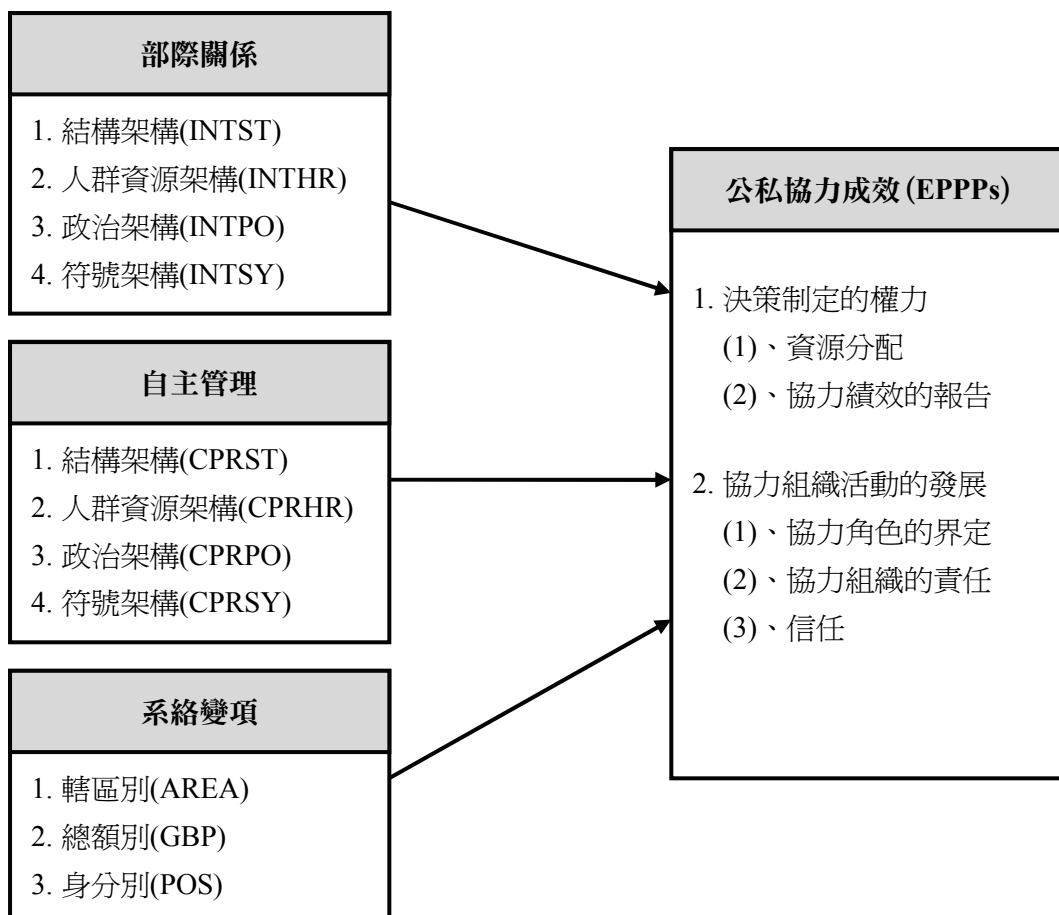 部際關係
1. 結構架構(INTST)
2. 人群資源架構(INTHR)
3. 政治架構(INTPO)
4. 符號架構(INTSY)
自主管理
1. 結構架構(CPRST)
2. 人群資源架構(CPRHR)
3. 政治架構(CPRPO)
4. 符號架構(CPRSY)
系絡變項
1. 轄區別(AREA)
2. 總額別(GBP)
3. 身分別(POS)
公私協力成效(EPPPs)
1. 決策制定的權力
(1)、資源分配
(2)、協力績效的報告
2. 協力組織活動的發展
(1)、協力角色的界定
(2)、協力組織的責任
(3)、信任